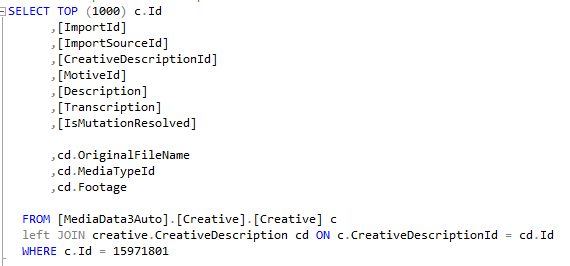 SELECT TOP (1000) c.Id
,[ImportId]
,[ImportSourceId]
,[CreativeDescriptionId]
,[MotiveId]
,[Description]
,[Transcription]
,[IsMutationResolved]
,cd.OriginalFileName
,cd.MediaTypeId
,cd.Footage
FROM [MediaData3Auto].[Creative].[Creative] c
left JOIN creative.CreativeDescription cd ON c.CreativeDescriptionId = cd.Id
WHERE c.Id = 15971801